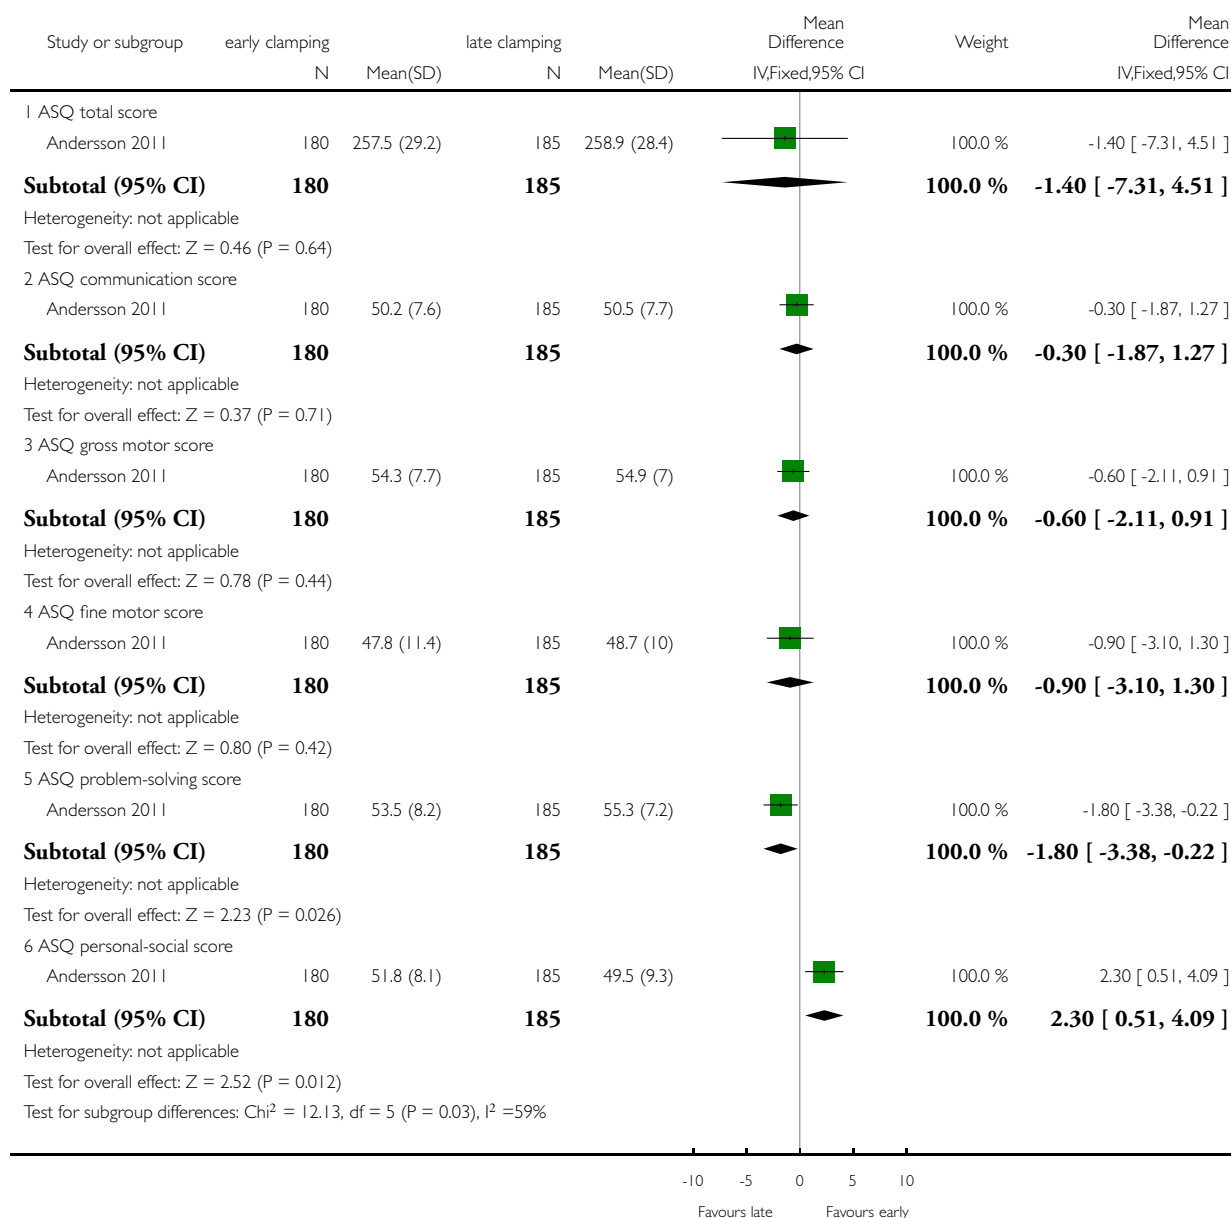 Study or subgroup early clamping late clamping Mean Difference Weight Mean Difference
N Mean(SD) N Mean(SD) IV,Fixed,95% CI IV,Fixed,95% CI
1 ASQ total score
Andersson 2011 180 257.5 (29.2) 185 258.9 (28.4) 100.0 % -1.40 [ -7.31, 4.51 ]
Subtotal (95% CI) 180 185 100.0 % -1.40 [ -7.31, 4.51 ]
Heterogeneity: not applicable
Test for overall effect: Z = 0.46 (P = 0.64)
2 ASQ communication score
Andersson 2011 180 50.2 (7.6) 185 50.5 (7.7) 100.0 % -0.30 [ -1.87, 1.27 ]
Subtotal (95% CI) 180 185 100.0 % -0.30 [ -1.87, 1.27 ]
Heterogeneity: not applicable
Test for overall effect: Z = 0.37 (P = 0.71)
3 ASQ gross motor score
Andersson 2011 180 54.3 (7.7) 185 54.9 (7) 100.0 % -0.60 [ -2.11, 0.91 ]
Subtotal (95% CI) 180 185 100.0 % -0.60 [ -2.11, 0.91 ]
Heterogeneity: not applicable
Test for overall effect: Z = 0.78 (P = 0.44)
4 ASQ fine motor score
Andersson 2011 180 47.8 (11.4) 185 48.7 (10) 100.0 % -0.90 [ -3.10, 1.30 ]
Subtotal (95% CI) 180 185 100.0 % -0.90 [ -3.10, 1.30 ]
Heterogeneity: not applicable
Test for overall effect: Z = 0.80 (P = 0.42)
5 ASQ problem-solving score
Andersson 2011 180 53.5 (8.2) 185 55.3 (7.2) 100.0 % -1.80 [ -3.38, -0.22 ]
Subtotal (95% CI) 180 185 100.0 % -1.80 [ -3.38, -0.22 ]
Heterogeneity: not applicable
Test for overall effect: Z = 2.23 (P = 0.026)
6 ASQ personal-social score
Andersson 2011 180 51.8 (8.1) 185 49.5 (9.3) 100.0 % 2.30 [ 0.51, 4.09 ]
Subtotal (95% CI) 180 185 100.0 % 2.30 [ 0.51, 4.09 ]
Heterogeneity: not applicable
Test for overall effect: Z = 2.52 (P = 0.012)
Test for subgroup differences: Chi² = 12.13, df = 5 (P = 0.03), I² =59%
-10 -5 0 5 10
Favours late Favours early